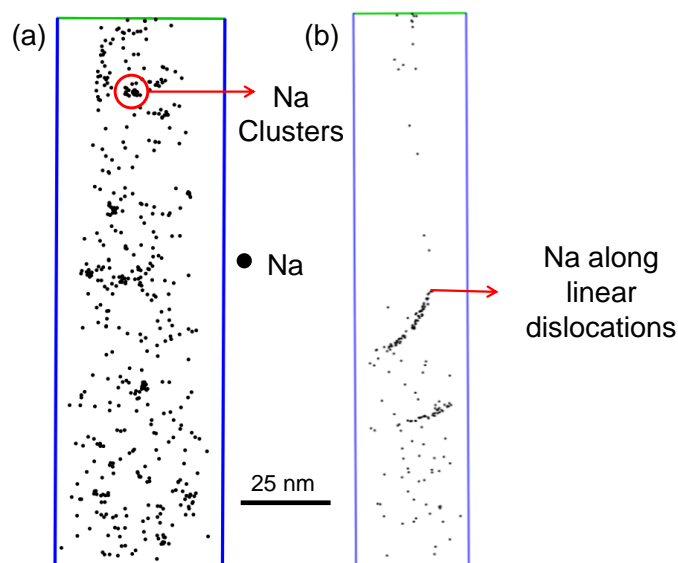 (a)
(b)
Na
Clusters
Na
Na along
linear
dislocations
25 nm